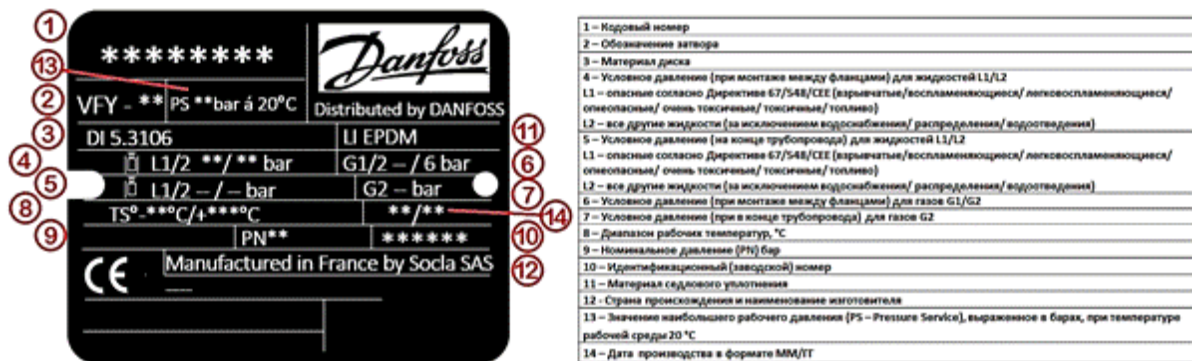 1
********
Danfoss
13
2
VFY - ** PS **bar á 20°C
Distributed by DANFOSS
3
DI 5.3106 LI EPDM
11
4
L1/2 **/** bar G1/2 – / 6 bar
6
5
L1/2 – / – bar G2 – bar
7
8
TS°-**°C/+***°C **/**
14
9
PN** ******
10
CE Manufactured in France by Socla SAS
12
1 – Кодовый номер
2 – Обозначение затвора
3 – Материал диска
4 – Условное давление (при монтаже между фланцами) для жидкостей L1/L2
L1 – опасные согласно Директиве 67/548/CEE (взрывчатые/воспламеняющиеся/ легковоспламеняющиеся/
огнеопасные/ очень токсичные/ токсичные/ топливо)
L2 – все другие жидкости (за исключением водоснабжения/ распределения/ водоотведения)
5 – Условное давление (на конце трубопровода) для жидкостей L1/L2
L1 – опасные согласно Директиве 67/548/CEE (взрывчатые/воспламеняющиеся/ легковоспламеняющиеся/
огнеопасные/ очень токсичные/ токсичные/ топливо)
L2 – все другие жидкости (за исключением водоснабжения/ распределения/ водоотведения)
6 – Условное давление (при монтаже между фланцами) для газов G1/G2
7 – Условное давление (при в конце трубопровода) для газов G2
8 – Диапазон рабочих температур, °С
9 – Номинальное давление (PN) бар
10 – Идентификационный (заводской) номер
11 – Материал седлового уплотнения
12 - Страна происхождения и наименование изготовителя
13 – Значение наибольшего рабочего давления (PS – Pressure Service), выраженное в барах, при температуре
рабочей среды 20 °С
14 – Дата производства в формате ММ/ГГ